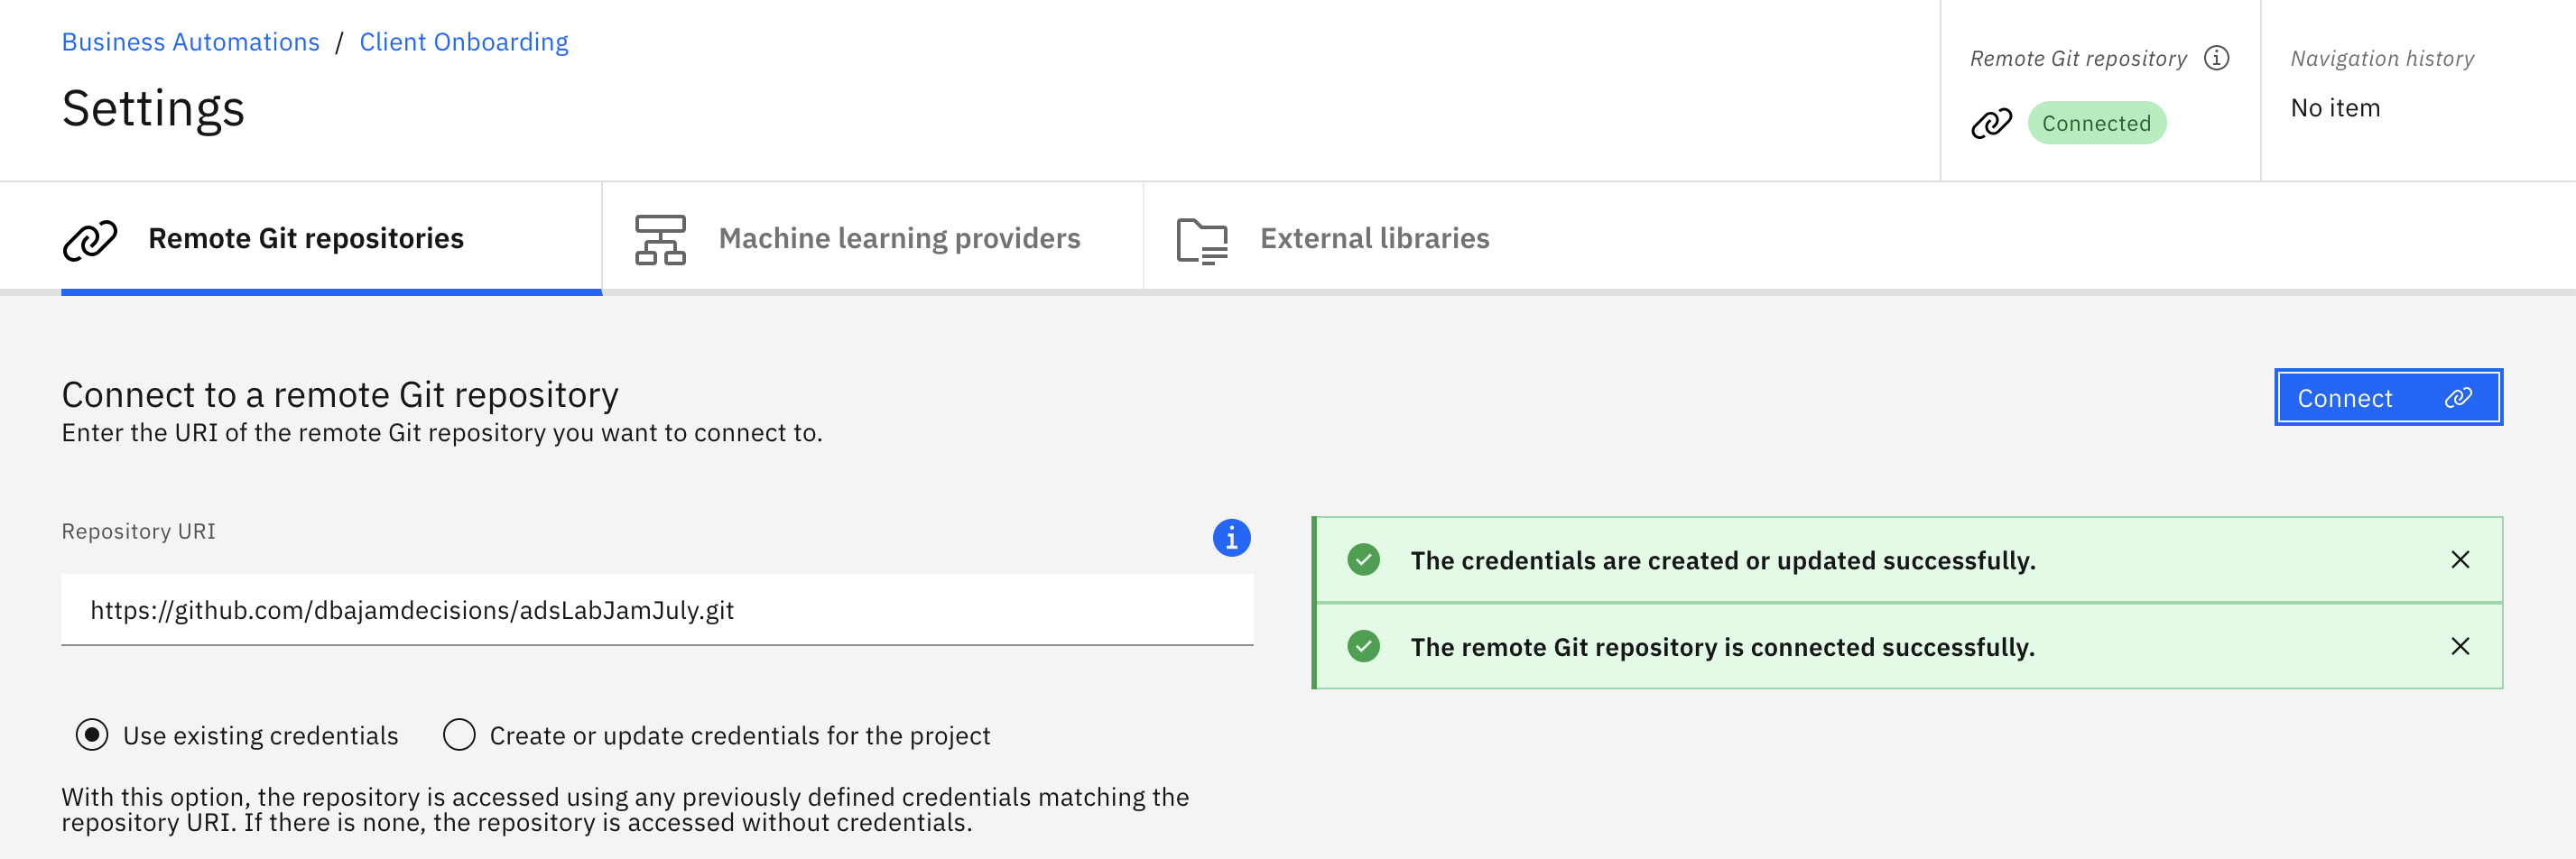 Business Automations / Client Onboarding
Settings
Remote Git repository
Connected
Navigation history
No item
Remote Git repositories
Machine learning providers
External libraries
Connect to a remote Git repository
Enter the URI of the remote Git repository you want to connect to.
Connect
Repository URI
https://github.com/dbajamdecisions/adsLabJamJuly.git
The credentials are created or updated successfully.
The remote Git repository is connected successfully.
Use existing credentials
Create or update credentials for the project
With this option, the repository is accessed using any previously defined credentials matching the
repository URI. If there is none, the repository is accessed without credentials.